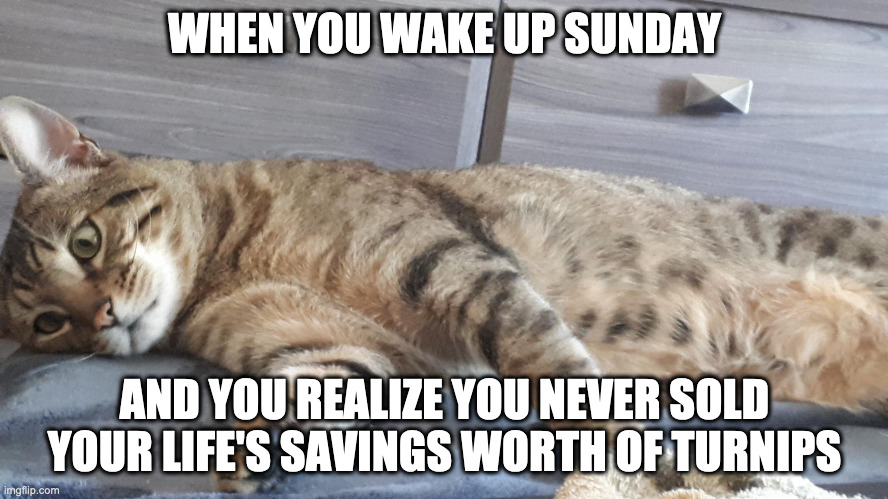 WHEN YOU WAKE UP SUNDAY
AND YOU REALIZE YOU NEVER SOLD
YOUR LIFE'S SAVINGS WORTH OF TURNIPS
imgflip.com